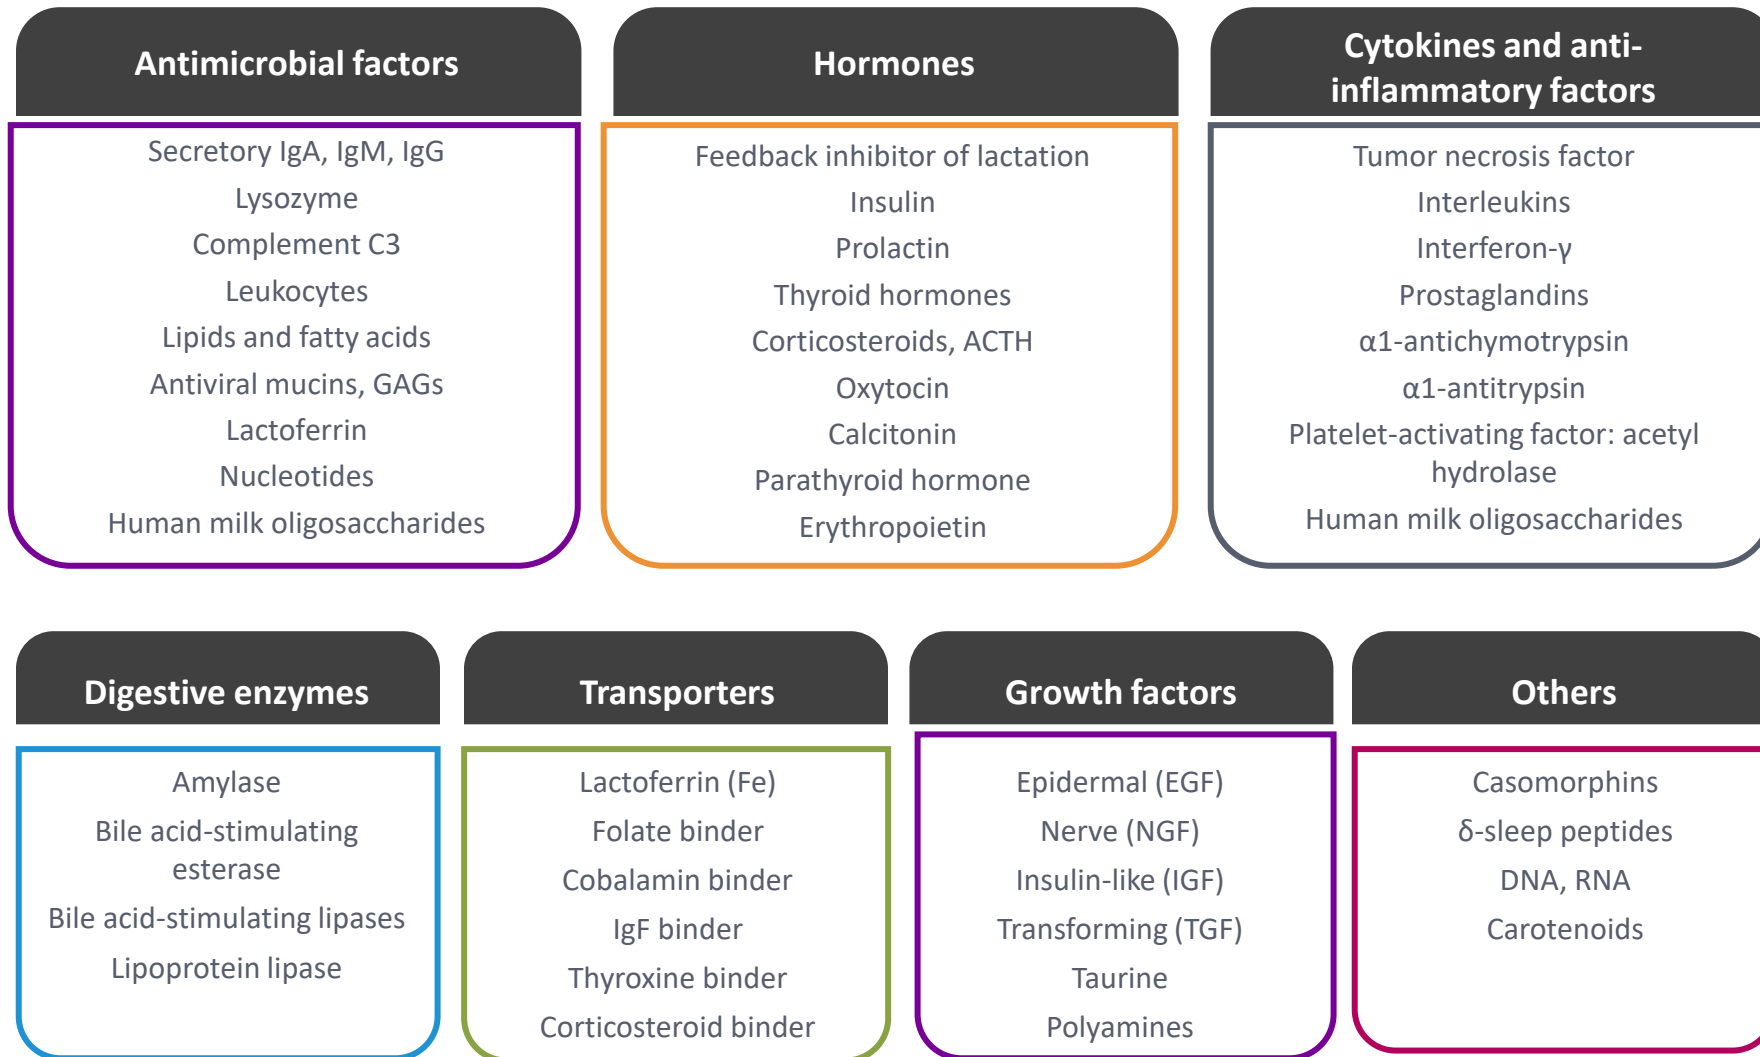 Antimicrobial factors
Secretory IgA, IgM, IgG
Lysozyme
Complement C3
Leukocytes
Lipids and fatty acids
Antiviral mucins, GAGs
Lactoferrin
Nucleotides
Human milk oligosaccharides
Hormones
Feedback inhibitor of lactation
Insulin
Prolactin
Thyroid hormones
Corticosteroids, ACTH
Oxytocin
Calcitonin
Parathyroid hormone
Erythropoietin
Cytokines and anti-
inflammatory factors
Tumor necrosis factor
Interleukins
Interferon-γ
Prostaglandins
α1-antichymotrypsin
α1-antitrypsin
Platelet-activating factor: acetyl
hydrolase
Human milk oligosaccharides
Digestive enzymes
Amylase
Bile acid-stimulating
esterase
Bile acid-stimulating lipases
Lipoprotein lipase
Transporters
Lactoferrin (Fe)
Folate binder
Cobalamin binder
IgF binder
Thyroxine binder
Corticosteroid binder
Growth factors
Epidermal (EGF)
Nerve (NGF)
Insulin-like (IGF)
Transforming (TGF)
Taurine
Polyamines
Others
Casomorphins
δ-sleep peptides
DNA, RNA
Carotenoids